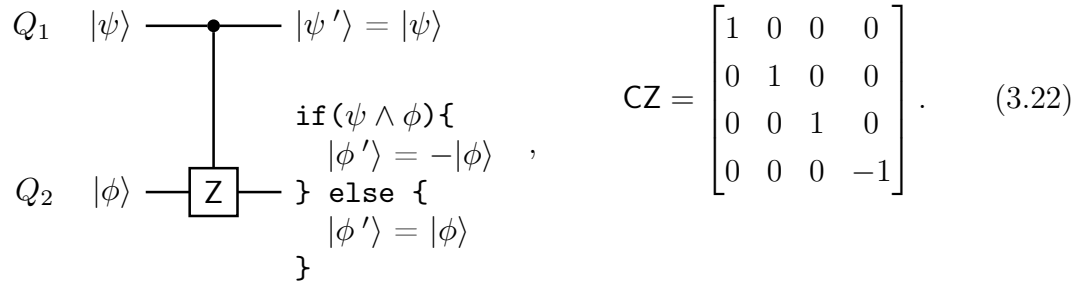 Q₁ |ψ⟩ |ψ′⟩ = |ψ⟩
if(ψ ∧ ϕ){
|ϕ′⟩ = −|ϕ⟩ ,
Q₂ |ϕ⟩ Z } else {
|ϕ′⟩ = |ϕ⟩
}
CZ = [1 0 0 0
0 1 0 0
0 0 1 0
0 0 0 −1] . (3.22)